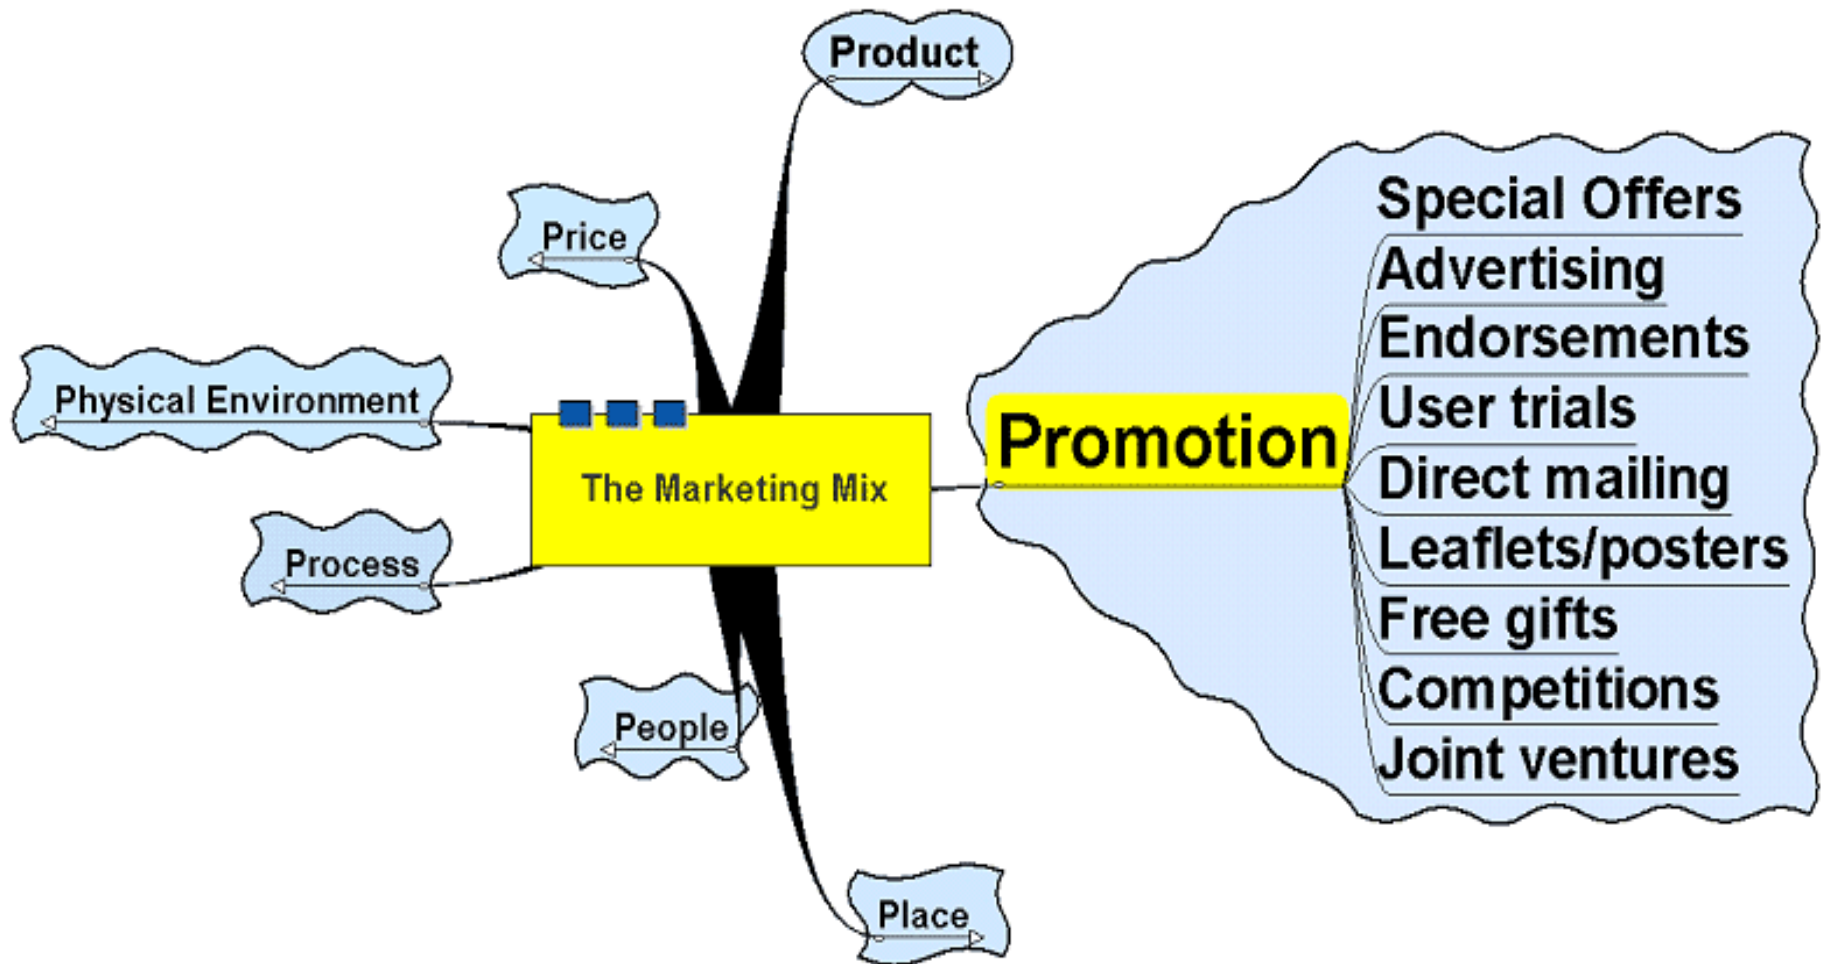 Product
Price
Physical Environment
The Marketing Mix
Process
People
Place
Promotion
Special Offers
Advertising
Endorsements
User trials
Direct mailing
Leaflets/posters
Free gifts
Competitions
Joint ventures